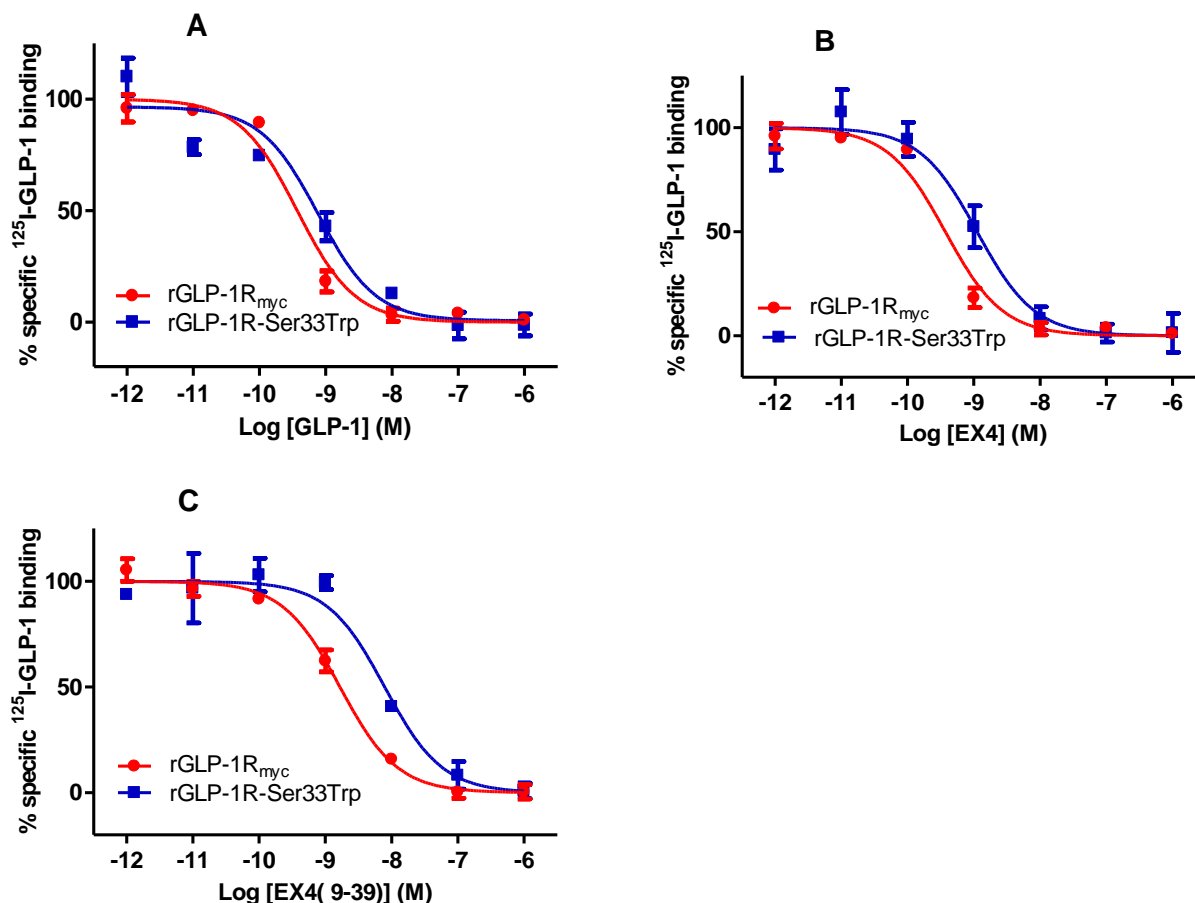 A
% specific ¹²⁵I-GLP-1 binding
100
50
0
rGLP-1Rmyc
rGLP-1R-Ser33Trp
-12 -11 -10 -9 -8 -7 -6
Log [GLP-1] (M)
B
% specific ¹²⁵I-GLP-1 binding
100
50
0
rGLP-1Rmyc
rGLP-1R-Ser33Trp
-12 -11 -10 -9 -8 -7 -6
Log [EX4] (M)
C
% specific ¹²⁵I-GLP-1 binding
100
50
0
rGLP-1Rmyc
rGLP-1R-Ser33Trp
-12 -11 -10 -9 -8 -7 -6
Log [EX4( 9-39)] (M)